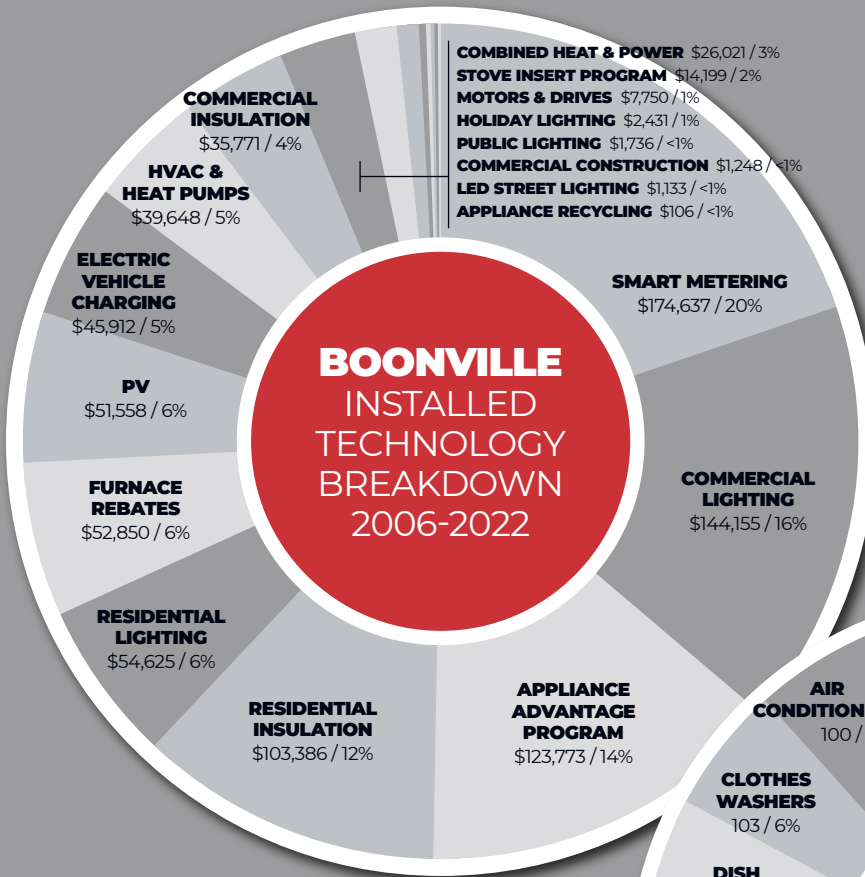 COMBINED HEAT & POWER $26,021 / 3%
STOVE INSERT PROGRAM $14,199 / 2%
MOTORS & DRIVES $7,750 / 1%
HOLIDAY LIGHTING $2,431 / 1%
PUBLIC LIGHTING $1,736 / <1%
COMMERCIAL CONSTRUCTION $1,248 / <1%
LED STREET LIGHTING $1,133 / <1%
APPLIANCE RECYCLING $106 / <1%
COMMERCIAL
INSULATION
$35,771 / 4%
HVAC &
HEAT PUMPS
$39,648 / 5%
ELECTRIC
VEHICLE
CHARGING
$45,912 / 5%
PV
$51,558 / 6%
FURNACE
REBATES
$52,850 / 6%
RESIDENTIAL
LIGHTING
$54,625 / 6%
RESIDENTIAL
INSULATION
$103,386 / 12%
APPLIANCE
ADVANTAGE
PROGRAM
$123,773 / 14%
COMMERCIAL
LIGHTING
$144,155 / 16%
SMART METERING
$174,637 / 20%
BOONVILLE
INSTALLED
TECHNOLOGY
BREAKDOWN
2006-2022
AIR
CONDITION
100 /
CLOTHES
WASHERS
103 / 6%
DISH